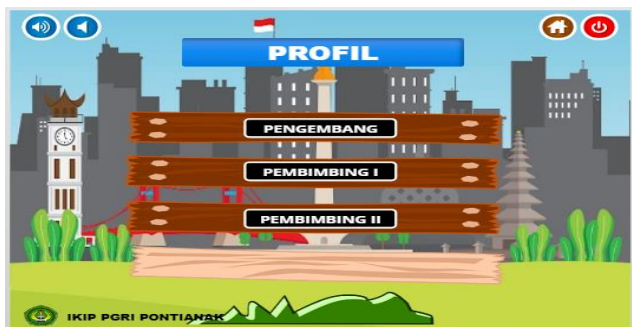 PROFIL
PENGEMBANG
PEMBIMBING I
PEMBIMBING II
IKIP PGRI PONTIANAK